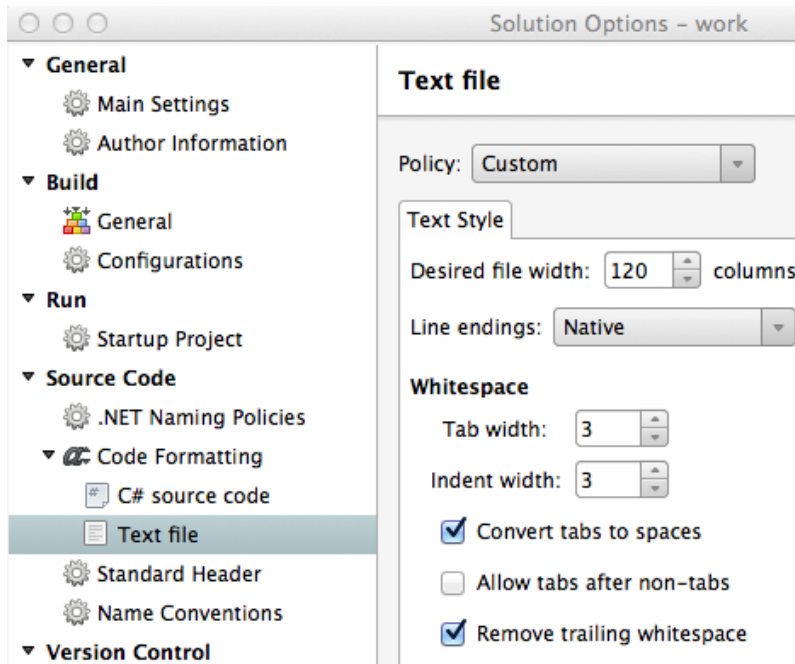 Solution Options – work
General
Main Settings
Author Information
Build
General
Configurations
Run
Startup Project
Source Code
.NET Naming Policies
Code Formatting
C# source code
Text file
Standard Header
Name Conventions
Version Control
Text file
Policy: Custom
Text Style
Desired file width: 120 columns
Line endings: Native
Whitespace
Tab width: 3
Indent width: 3
Convert tabs to spaces
Allow tabs after non-tabs
Remove trailing whitespace